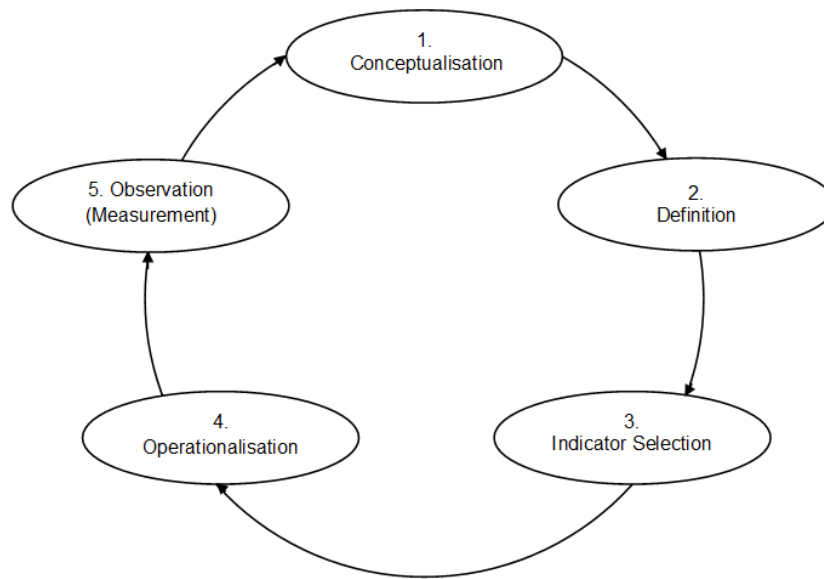 1.
Conceptualisation
2.
Definition
3.
Indicator Selection
4.
Operationalisation
5. Observation
(Measurement)